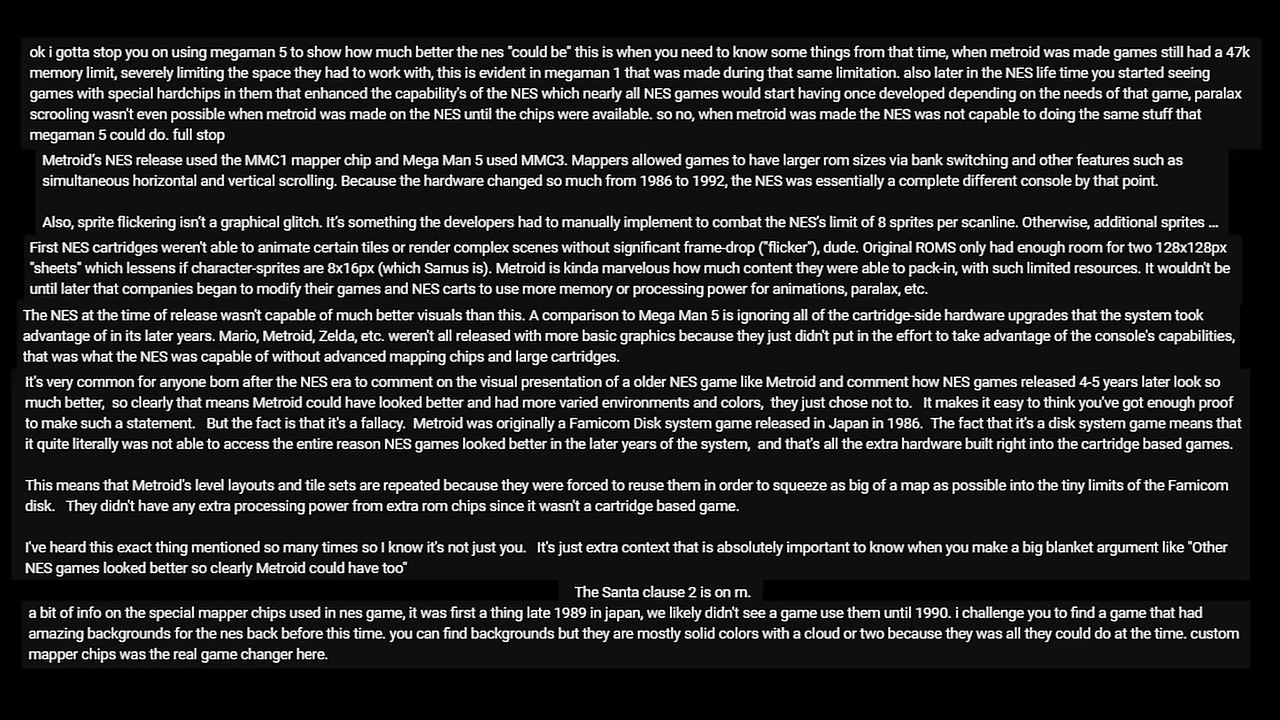 ok i gotta stop you on using megaman 5 to show how much better the nes "could be" this is when you need to know some things from that time, when metroid was made games still had a 47k
memory limit, severely limiting the space they had to work with, this is evident in megaman 1 that was made during that same limitation. also later in the NES life time you started seeing
games with special hardchips in them that enhanced the capability's of the NES which nearly all NES games would start having once developed depending on the needs of that game, paralax
scrooling wasn't even possible when metroid was made on the NES until the chips were available. so no, when metroid was made the NES was not capable to doing the same stuff that
megaman 5 could do. full stop
Metroid's NES release used the MMC1 mapper chip and Mega Man 5 used MMC3. Mappers allowed games to have larger rom sizes via bank switching and other features such as
simultaneous horizontal and vertical scrolling. Because the hardware changed so much from 1986 to 1992, the NES was essentially a complete different console by that point.
Also, sprite flickering isn't a graphical glitch. It's something the developers had to manually implement to combat the NES's limit of 8 sprites per scanline. Otherwise, additional sprites ...
First NES cartridges weren't able to animate certain tiles or render complex scenes without significant frame-drop ("flicker"), dude. Original ROMS only had enough room for two 128x128px
"sheets" which lessens if character-sprites are 8x16px (which Samus is). Metroid is kinda marvelous how much content they were able to pack-in, with such limited resources. It wouldn't be
until later that companies began to modify their games and NES carts to use more memory or processing power for animations, paralax, etc.
The NES at the time of release wasn't capable of much better visuals than this. A comparison to Mega Man 5 is ignoring all of the cartridge-side hardware upgrades that the system took
advantage of in its later years. Mario, Metroid, Zelda, etc. weren't all released with more basic graphics because they just didn't put in the effort to take advantage of the console's capabilities,
that was what the NES was capable of without advanced mapping chips and large cartridges.
It's very common for anyone born after the NES era to comment on the visual presentation of a older NES game like Metroid and comment how NES games released 4-5 years later look so
much better, so clearly that means Metroid could have looked better and had more varied environments and colors, they just chose not to. It makes it easy to think you've got enough proof
to make such a statement. But the fact is that it's a fallacy. Metroid was originally a Famicom Disk system game released in Japan in 1986. The fact that it's a disk system game means that
it quite literally was not able to access the entire reason NES games looked better in the later years of the system, and that's all the extra hardware built right into the cartridge based games.
This means that Metroid's level layouts and tile sets are repeated because they were forced to reuse them in order to squeeze as big of a map as possible into the tiny limits of the Famicom
disk. They didn't have any extra processing power from extra rom chips since it wasn't a cartridge based game.
I've heard this exact thing mentioned so many times so I know it's not just you. It's just extra context that is absolutely important to know when you make a big blanket argument like "Other
NES games looked better so clearly Metroid could have too"
The Santa clause 2 is on rn.
a bit of info on the special mapper chips used in nes game, it was first a thing late 1989 in japan, we likely didn't see a game use them until 1990. i challenge you to find a game that had
amazing backgrounds for the nes back before this time. you can find backgrounds but they are mostly solid colors with a cloud or two because they was all they could do at the time. custom
mapper chips was the real game changer here.